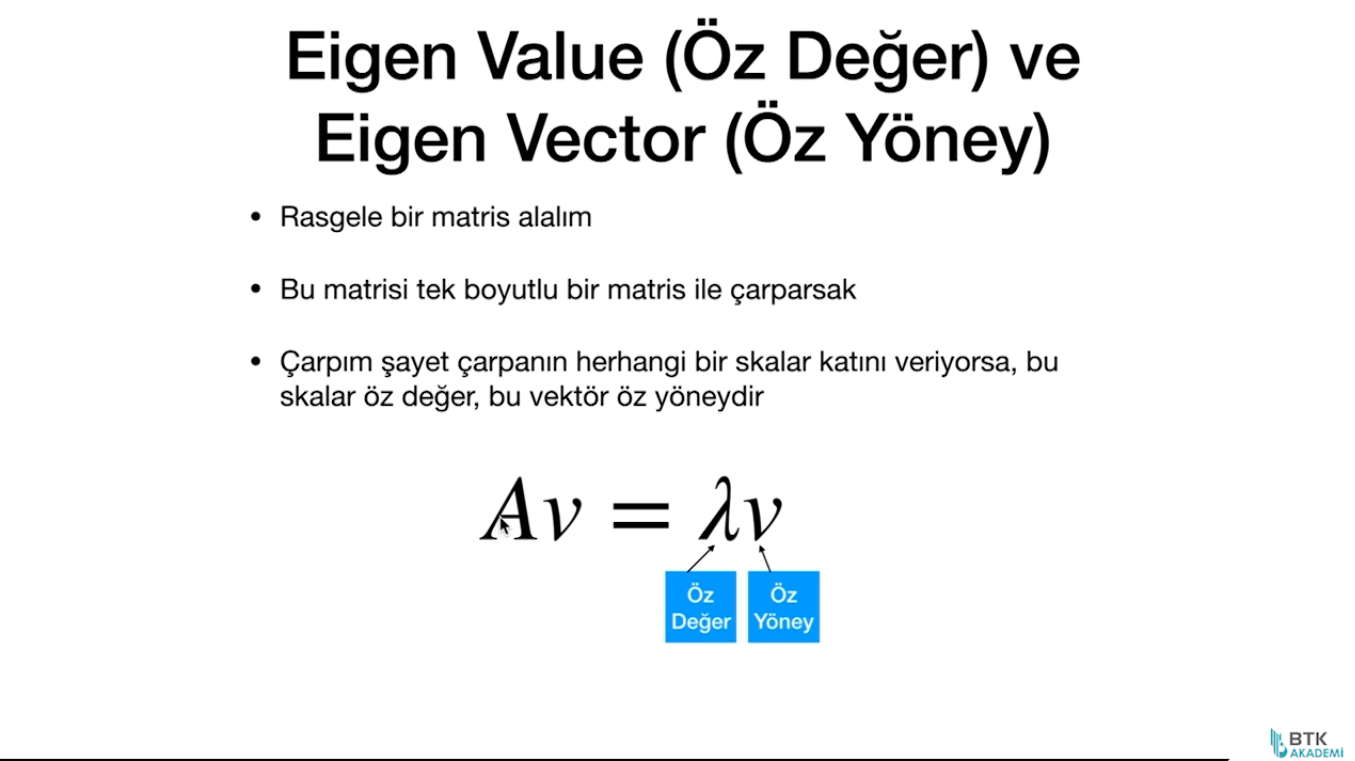 Eigen Value (Öz Değer) ve
Eigen Vector (Öz Yöney)
• Rasgele bir matris alalım
• Bu matrisi tek boyutlu bir matris ile çarparsak
• Çarpım şayet çarpanın herhangi bir skalar katını veriyorsa, bu
skalar öz değer, bu vektör öz yöneydir
Av = λv
Öz
Değer
Öz
Yöney
BTK
AKADEMİ